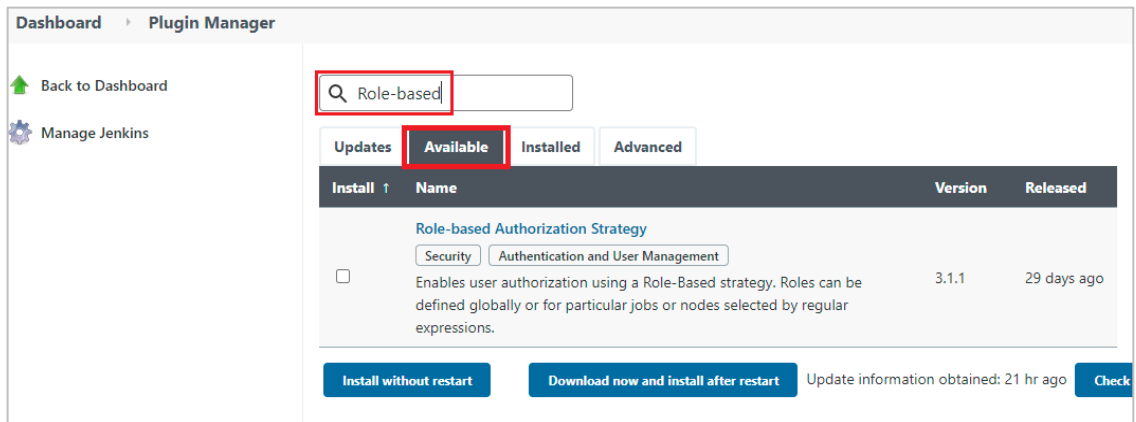 Dashboard Plugin Manager
Back to Dashboard
Manage Jenkins
Role-based
Updates Available Installed Advanced
Install ↑ Name Version Released
Role-based Authorization Strategy
Security Authentication and User Management
Enables user authorization using a Role-Based strategy. Roles can be
defined globally or for particular jobs or nodes selected by regular
expressions.
3.1.1 29 days ago
Install without restart Download now and install after restart Update information obtained: 21 hr ago Check